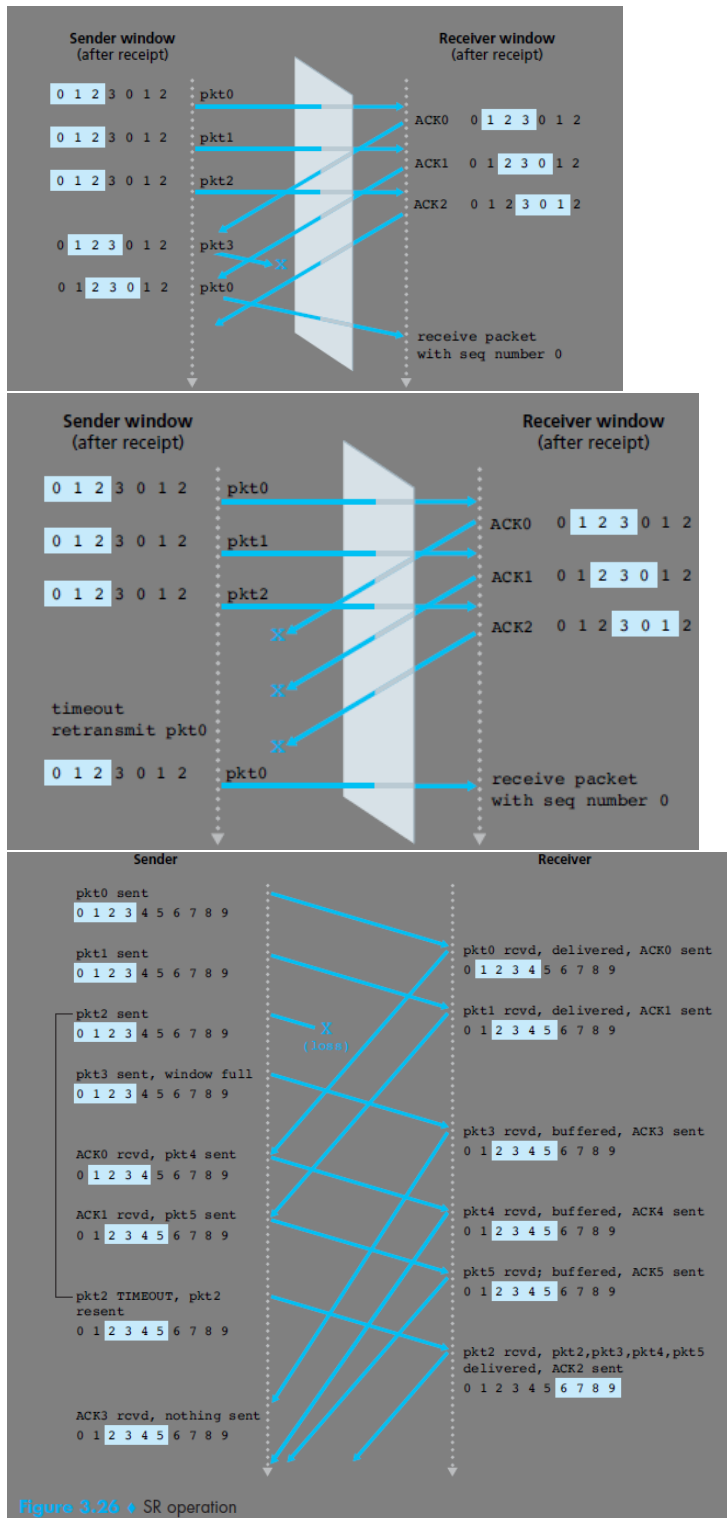 Sender window
(after receipt)
Receiver window
(after receipt)
0 1 2 3 0 1 2
pkt0
ACK0 0 1 2 3 0 1 2
0 1 2 3 0 1 2
pkt1
ACK1 0 1 2 3 0 1 2
0 1 2 3 0 1 2
pkt2
ACK2 0 1 2 3 0 1 2
0 1 2 3 0 1 2
pkt3
X
0 1 2 3 0 1 2
pkt0
receive packet
with seq number 0
Sender window
(after receipt)
Receiver window
(after receipt)
0 1 2 3 0 1 2
pkt0
ACK0 0 1 2 3 0 1 2
0 1 2 3 0 1 2
pkt1
ACK1 0 1 2 3 0 1 2
0 1 2 3 0 1 2
pkt2
ACK2 0 1 2 3 0 1 2
X
X
timeout
retransmit pkt0
X
0 1 2 3 0 1 2
pkt0
receive packet
with seq number 0
Sender
Receiver
pkt0 sent
0 1 2 3 4 5 6 7 8 9
pkt0 rcvd, delivered, ACK0 sent
0 1 2 3 4 5 6 7 8 9
pkt1 sent
0 1 2 3 4 5 6 7 8 9
pkt1 rcvd, delivered, ACK1 sent
0 1 2 3 4 5 6 7 8 9
pkt2 sent
0 1 2 3 4 5 6 7 8 9
X
(loss)
pkt3 sent, window full
0 1 2 3 4 5 6 7 8 9
pkt3 rcvd, buffered, ACK3 sent
0 1 2 3 4 5 6 7 8 9
ACK0 rcvd, pkt4 sent
0 1 2 3 4 5 6 7 8 9
pkt4 rcvd, buffered, ACK4 sent
0 1 2 3 4 5 6 7 8 9
ACK1 rcvd, pkt5 sent
0 1 2 3 4 5 6 7 8 9
pkt5 rcvd; buffered, ACK5 sent
0 1 2 3 4 5 6 7 8 9
pkt2 TIMEOUT, pkt2
resent
0 1 2 3 4 5 6 7 8 9
pkt2 rcvd, pkt2,pkt3,pkt4,pkt5
delivered, ACK2 sent
0 1 2 3 4 5 6 7 8 9
ACK3 rcvd, nothing sent
0 1 2 3 4 5 6 7 8 9
Figure 3.26 ♦ SR operation